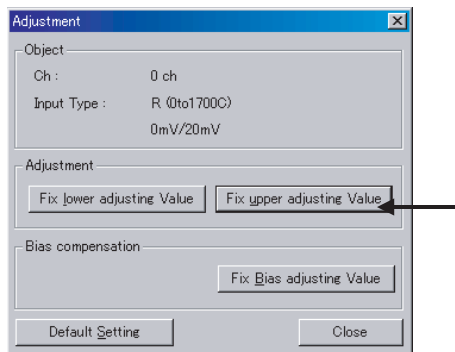 Adjustment
Object
Ch : 0 ch
Input Type : R (0to1700C)
0mV/20mV
Adjustment
Fix lower adjusting Value Fix upper adjusting Value
Bias compensation
Fix Bias adjusting Value
Default Setting Close